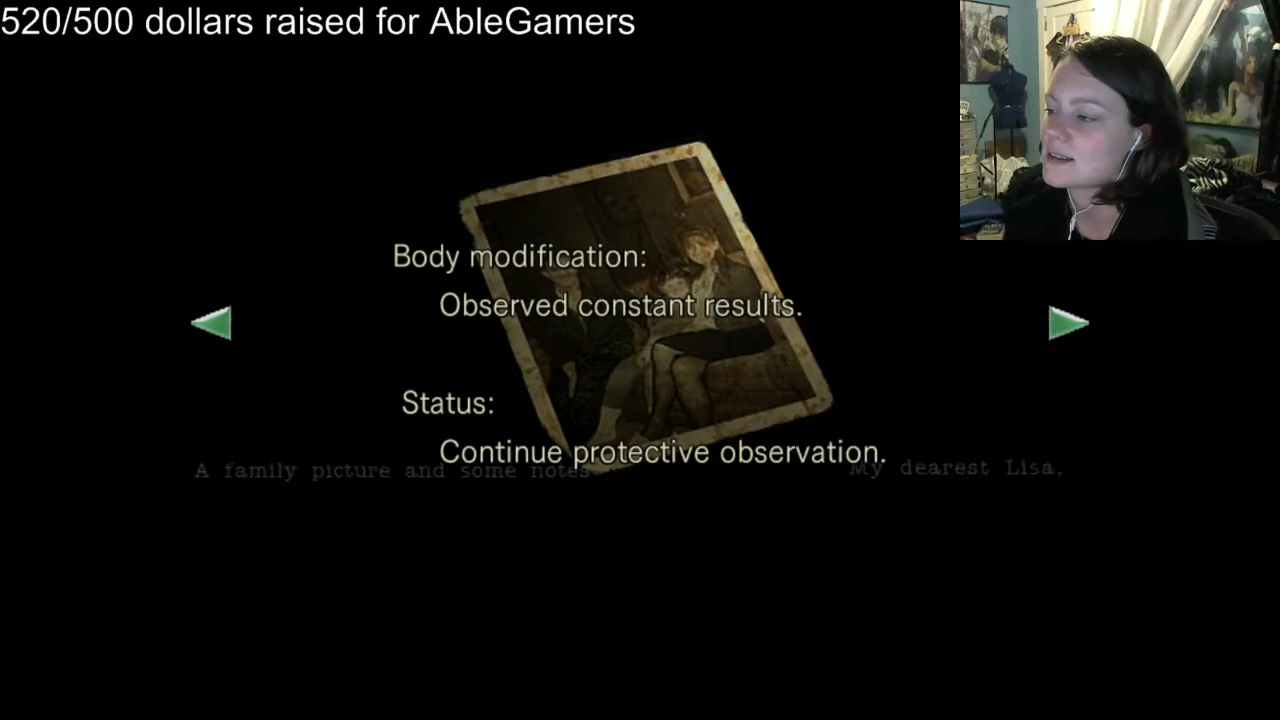 520/500 dollars raised for AbleGamers
Body modification:
Observed constant results.
Status:
Continue protective observation.
A family picture and some notes
My dearest Lisa,